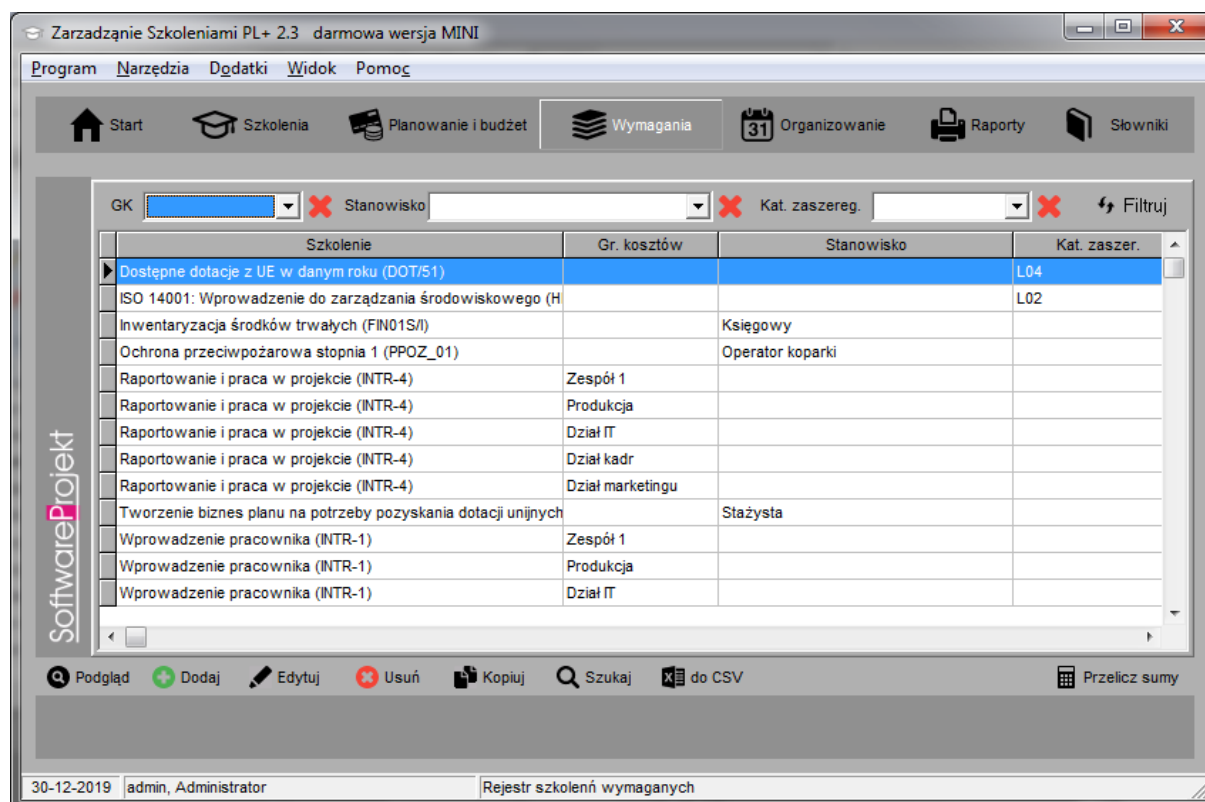 Zarzadząnie Szkoleniami PL+ 2.3 darmowa wersja MINI
Program Narzędzia Dodatki Widok Pomoc
Start Szkolenia Planowanie i budżet Wymagania 31 Organizowanie Raporty Słowniki
GK Stanowisko Kat. zaszereg. Filtruj
Szkolenie Gr. kosztów Stanowisko Kat. zaszer.
Dostępne dotacje z UE w danym roku (DOT/51) L04
ISO 14001: Wprowadzenie do zarządzania środowiskowego (H L02
Inwentaryzacja środków trwałych (FIN01S/I) Księgowy
Ochrona przeciwpożarowa stopnia 1 (PPOZ_01) Operator koparki
Raportowanie i praca w projekcie (INTR-4) Zespół 1
Raportowanie i praca w projekcie (INTR-4) Produkcja
Raportowanie i praca w projekcie (INTR-4) Dział IT
Raportowanie i praca w projekcie (INTR-4) Dział kadr
Raportowanie i praca w projekcie (INTR-4) Dział marketingu
Tworzenie biznes planu na potrzeby pozyskania dotacji unijnych Stażysta
Wprowadzenie pracownika (INTR-1) Zespół 1
Wprowadzenie pracownika (INTR-1) Produkcja
Wprowadzenie pracownika (INTR-1) Dział IT
SoftwareProjekt
Podgląd Dodaj Edytuj Usuń Kopiuj Szukaj do CSV Przelicz sumy
30-12-2019 admin, Administrator Rejestr szkolenń wymaganych